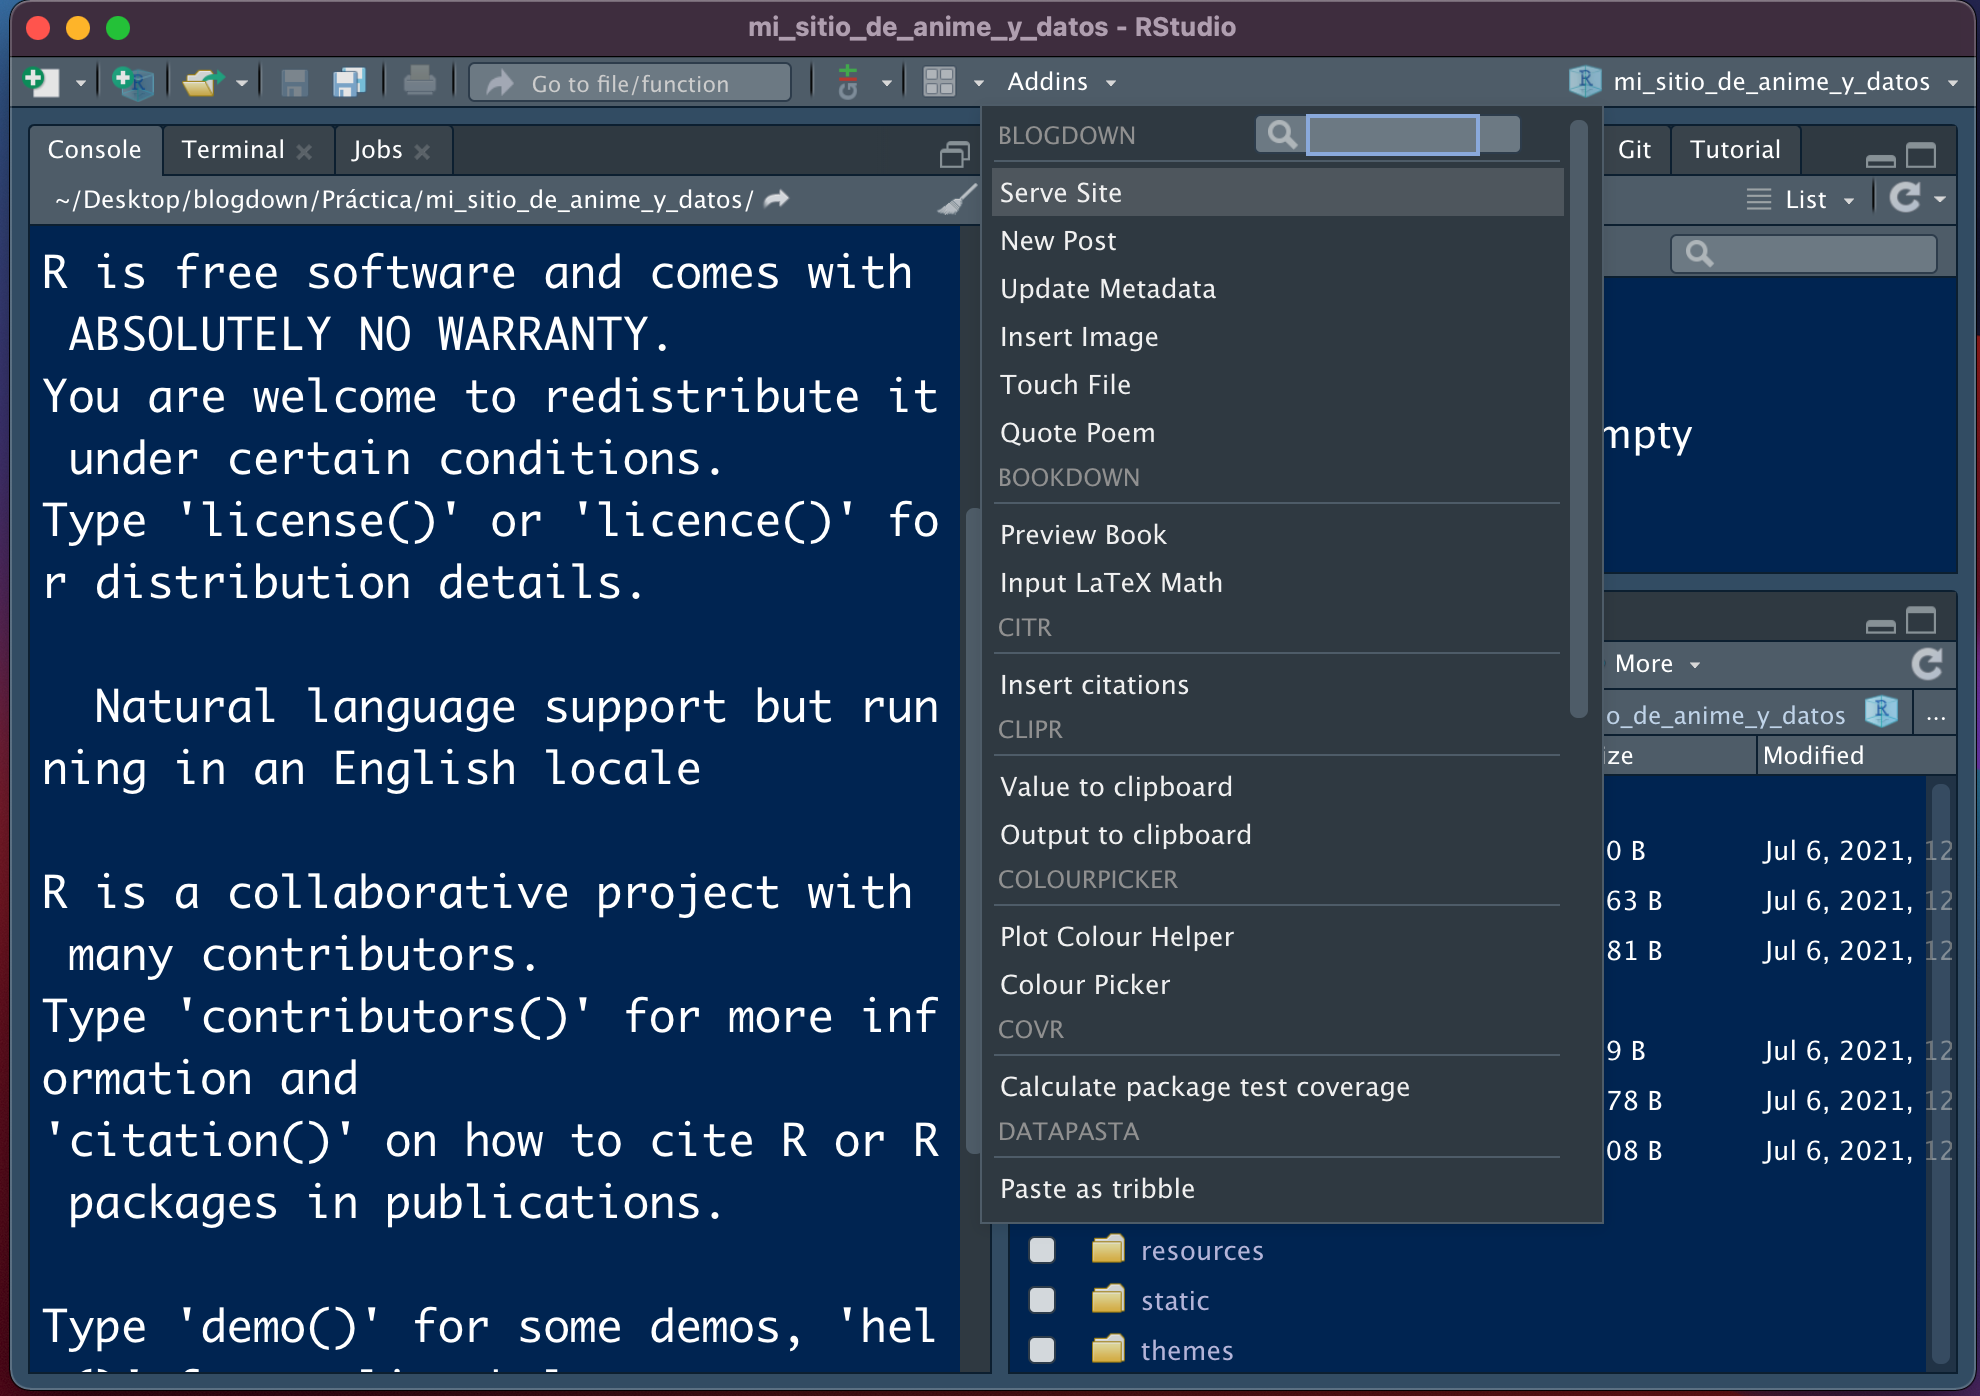 mi_sitio_de_anime_y_datos - RStudio
Go to file/function
Addins
mi_sitio_de_anime_y_datos
Console
Terminal
Jobs
~/Desktop/blogdown/Práctica/mi_sitio_de_anime_y_datos/
R is free software and comes with
ABSOLUTELY NO WARRANTY.
You are welcome to redistribute it
under certain conditions.
Type 'license()' or 'licence()' fo
r distribution details.
Natural language support but run
ning in an English locale
R is a collaborative project with
many contributors.
Type 'contributors()' for more inf
ormation and
'citation()' on how to cite R or R
packages in publications.
Type 'demo()' for some demos, 'hel
BLOGDOWN
Serve Site
New Post
Update Metadata
Insert Image
Touch File
Quote Poem
BOOKDOWN
Preview Book
Input LaTeX Math
CITR
Insert citations
CLIPR
Value to clipboard
Output to clipboard
COLOURPICKER
Plot Colour Helper
Colour Picker
COVR
Calculate package test coverage
DATAPASTA
Paste as tribble
Git
Tutorial
List
mpty
More
o_de_anime_y_datos
...
ize
Modified
0 B Jul 6, 2021, 12
63 B Jul 6, 2021, 12
81 B Jul 6, 2021, 12
9 B Jul 6, 2021, 12
78 B Jul 6, 2021, 12
08 B Jul 6, 2021, 12
resources
static
themes